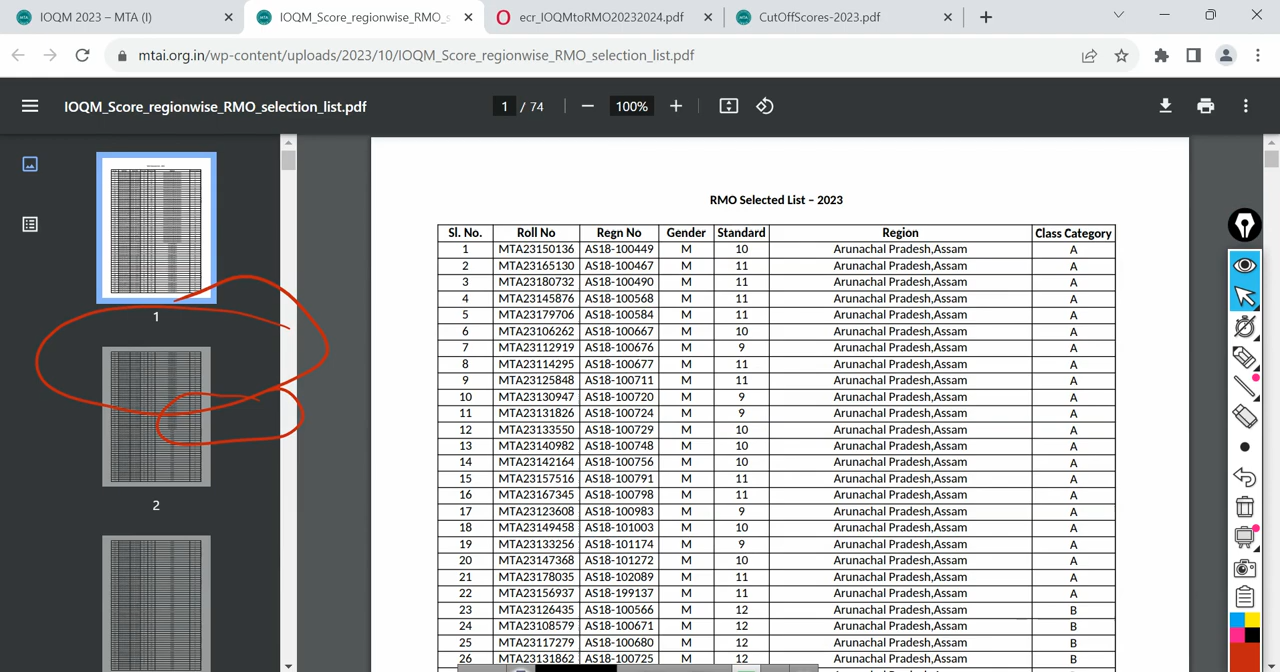 IOQM 2023 – MTA (I)
IOQM_Score_regionwise_RMO_s
ecr_IOQMtoRMO20232024.pdf
CutOffScores-2023.pdf
mtai.org.in/wp-content/uploads/2023/10/IOQM_Score_regionwise_RMO_selection_list.pdf
IOQM_Score_regionwise_RMO_selection_list.pdf
1 / 74
100%
1
2
RMO Selected List – 2023
Sl. No. Roll No Regn No Gender Standard Region Class Category
1 MTA23150136 AS18-100449 M 10 Arunachal Pradesh,Assam A
2 MTA23165130 AS18-100467 M 11 Arunachal Pradesh,Assam A
3 MTA23180732 AS18-100490 M 11 Arunachal Pradesh,Assam A
4 MTA23145876 AS18-100568 M 11 Arunachal Pradesh,Assam A
5 MTA23179706 AS18-100584 M 11 Arunachal Pradesh,Assam A
6 MTA23106262 AS18-100667 M 10 Arunachal Pradesh,Assam A
7 MTA23112919 AS18-100676 M 9 Arunachal Pradesh,Assam A
8 MTA23114295 AS18-100677 M 11 Arunachal Pradesh,Assam A
9 MTA23125848 AS18-100711 M 11 Arunachal Pradesh,Assam A
10 MTA23130947 AS18-100720 M 9 Arunachal Pradesh,Assam A
11 MTA23131826 AS18-100724 M 9 Arunachal Pradesh,Assam A
12 MTA23133550 AS18-100729 M 10 Arunachal Pradesh,Assam A
13 MTA23140982 AS18-100748 M 10 Arunachal Pradesh,Assam A
14 MTA23142164 AS18-100756 M 10 Arunachal Pradesh,Assam A
15 MTA23157516 AS18-100791 M 11 Arunachal Pradesh,Assam A
16 MTA23167345 AS18-100798 M 11 Arunachal Pradesh,Assam A
17 MTA23123608 AS18-100983 M 9 Arunachal Pradesh,Assam A
18 MTA23149458 AS18-101003 M 10 Arunachal Pradesh,Assam A
19 MTA23133256 AS18-101174 M 9 Arunachal Pradesh,Assam A
20 MTA23147368 AS18-101272 M 10 Arunachal Pradesh,Assam A
21 MTA23178035 AS18-102089 M 11 Arunachal Pradesh,Assam A
22 MTA23156937 AS18-199137 M 11 Arunachal Pradesh,Assam A
23 MTA23126435 AS18-100566 M 12 Arunachal Pradesh,Assam B
24 MTA23108579 AS18-100671 M 12 Arunachal Pradesh,Assam B
25 MTA23117279 AS18-100680 M 12 Arunachal Pradesh,Assam B
26 MTA23131862 AS18-100725 M 12 Arunachal Pradesh,Assam B